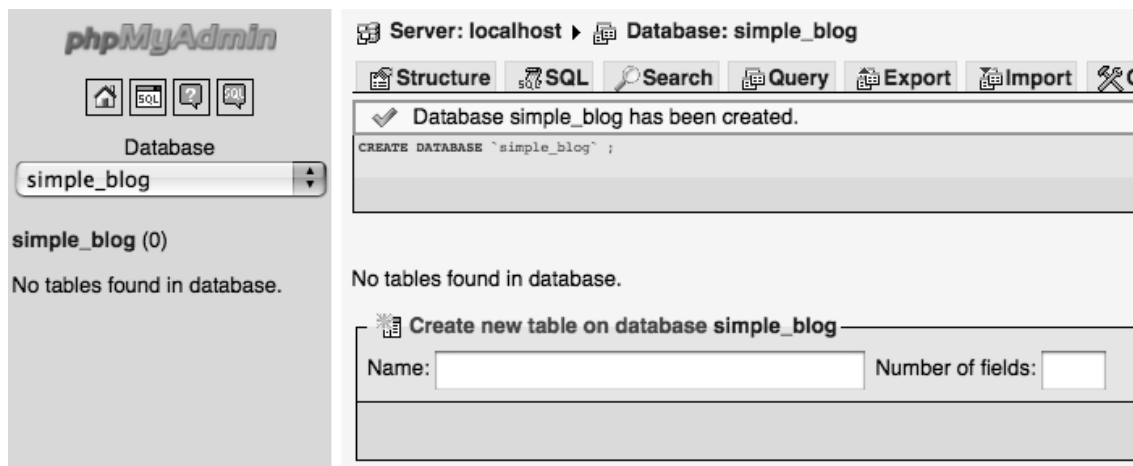 phpMyAdmin
SQL ? SQL
Database
simple_blog
simple_blog (0)
No tables found in database.
Server: localhost ▸ Database: simple_blog
Structure SQL Search Query Export Import
Database simple_blog has been created.
CREATE DATABASE `simple_blog` ;
No tables found in database.
Create new table on database simple_blog
Name: Number of fields: